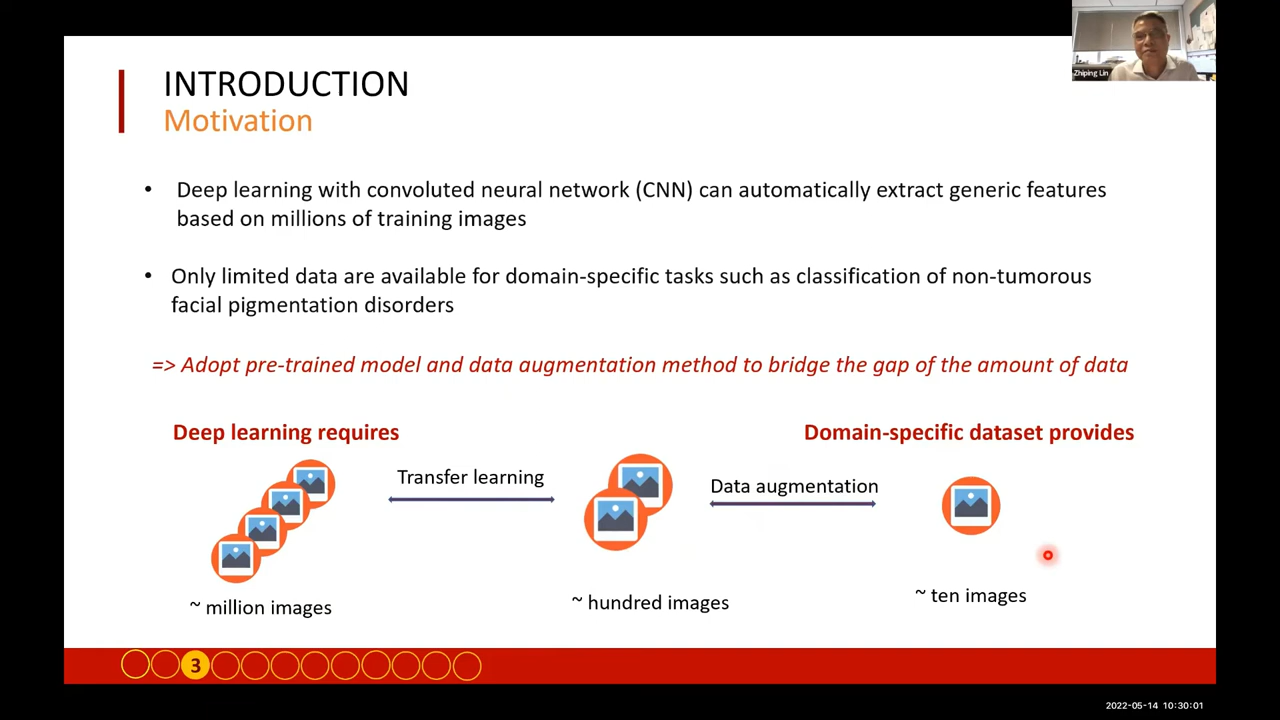 Zhiping Lin
INTRODUCTION
Motivation
• Deep learning with convoluted neural network (CNN) can automatically extract generic features
based on millions of training images
• Only limited data are available for domain-specific tasks such as classification of non-tumorous
facial pigmentation disorders
=> Adopt pre-trained model and data augmentation method to bridge the gap of the amount of data
Deep learning requires
Domain-specific dataset provides
Transfer learning
Data augmentation
~ million images
~ hundred images
~ ten images
3
2022-05-14 10:30:01